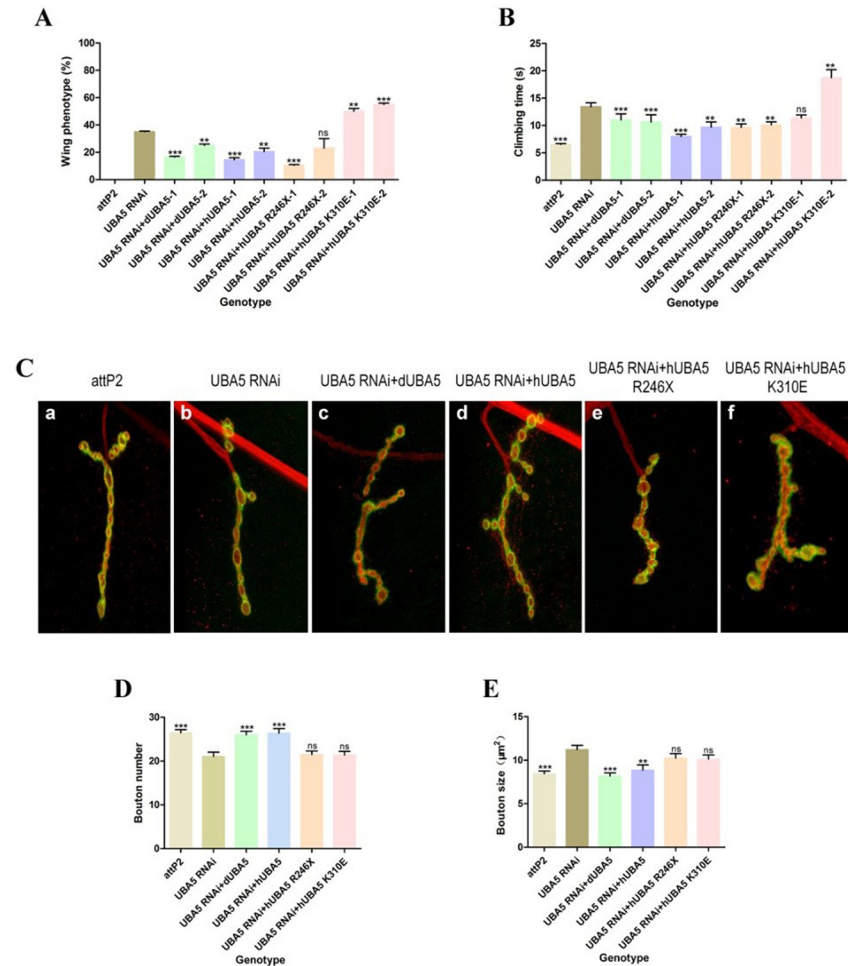 A
Wing phenotype (%)
100
80
60
40
20
0
***
**
***
**
***
ns
**
***
attP2
UBA5 RNAi
UBA5 RNAi+dUBA5-1
UBA5 RNAi+dUBA5-2
UBA5 RNAi+hUBA5-1
UBA5 RNAi+hUBA5-2
UBA5 RNAi+hUBA5 R246X-1
UBA5 RNAi+hUBA5 R246X-2
UBA5 RNAi+hUBA5 K310E-1
UBA5 RNAi+hUBA5 K310E-2
Genotype
B
Climbing time (s)
25
20
15
10
5
0
***
***
***
***
**
**
**
ns
**
attP2
UBA5 RNAi
UBA5 RNAi+dUBA5-1
UBA5 RNAi+dUBA5-2
UBA5 RNAi+hUBA5-1
UBA5 RNAi+hUBA5-2
UBA5 RNAi+hUBA5 R246X-1
UBA5 RNAi+hUBA5 R246X-2
UBA5 RNAi+hUBA5 K310E-1
UBA5 RNAi+hUBA5 K310E-2
Genotype
C
attP2
UBA5 RNAi
UBA5 RNAi+dUBA5
UBA5 RNAi+hUBA5
UBA5 RNAi+hUBA5
R246X
UBA5 RNAi+hUBA5
K310E
a
b
c
d
e
f
D
Bouton number
30
20
10
0
***
***
***
ns
ns
attP2
UBA5 RNAi
UBA5 RNAi+dUBA5
UBA5 RNAi+hUBA5
UBA5 RNAi+hUBA5 R246X
UBA5 RNAi+hUBA5 K310E
Genotype
E
Bouton size (μm²)
15
10
5
0
***
***
**
ns
ns
attP2
UBA5 RNAi
UBA5 RNAi+dUBA5
UBA5 RNAi+hUBA5
UBA5 RNAi+hUBA5 R246X
UBA5 RNAi+hUBA5 K310E
Genotype